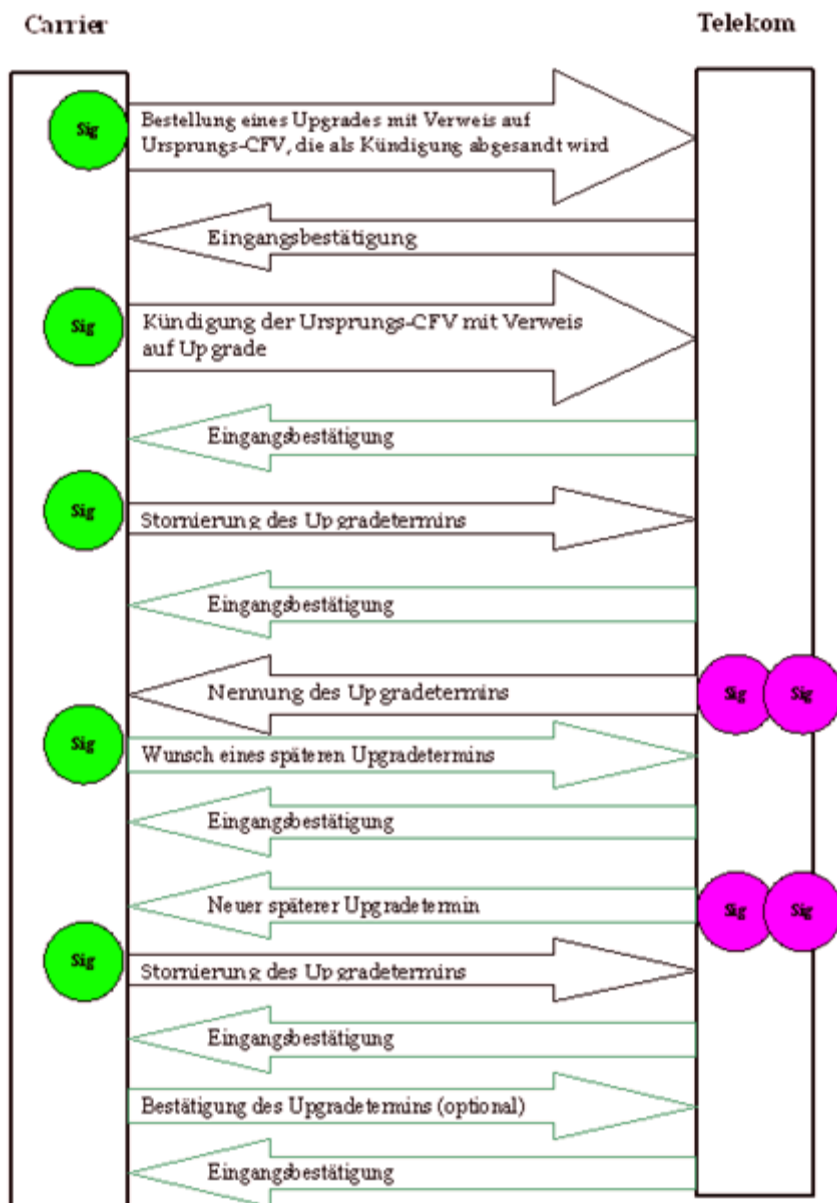 Carrier
Telekom
Sig
Bestellung eines Upgrades mit Verweis auf
Ursprungs-CFV, die als Kündigung abgesandt wird
Eingangsbestätigung
Sig
Kündigung der Ursprungs-CFV mit Verweis
auf Upgrade
Eingangsbestätigung
Sig
Stornierung des Upgradetermins
Eingangsbestätigung
Nennung des Upgradetermins
Sig
Sig
Sig
Wunsch eines späteren Upgradetermins
Eingangsbestätigung
Neuer späterer Upgradetermin
Sig
Sig
Sig
Stornierung des Upgradetermins
Eingangsbestätigung
Bestätigung des Upgradetermins (optional)
Eingangsbestätigung